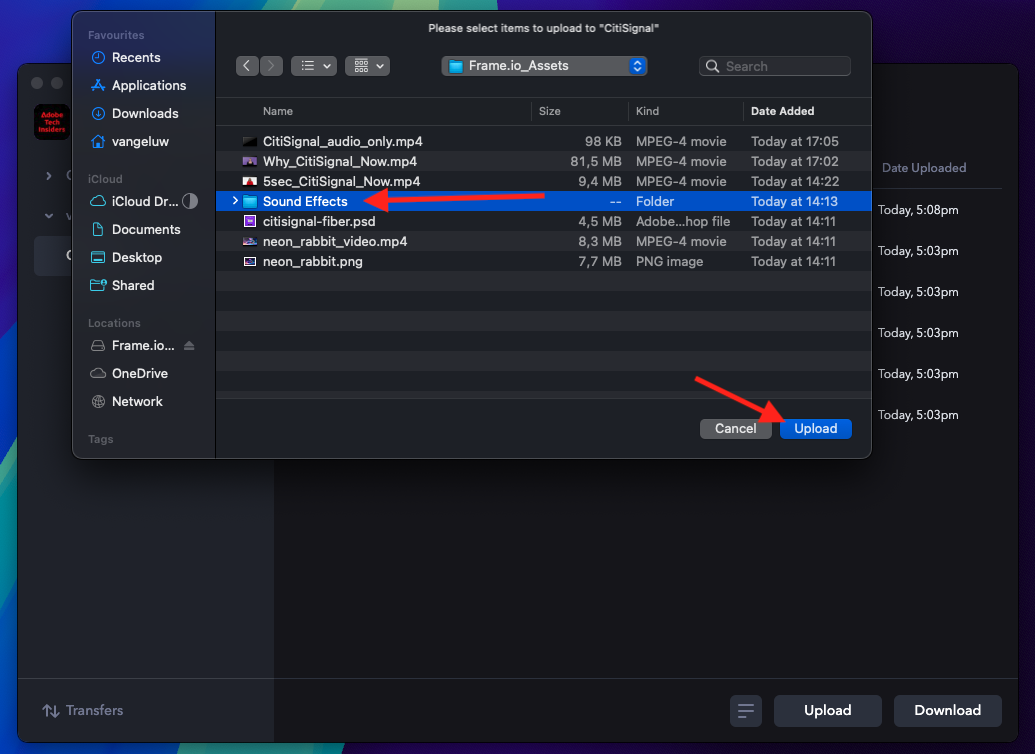 Please select items to upload to "CitiSignal"
Favourites
Recents
Applications
Downloads
vangeluw
iCloud
iCloud Dr...
Documents
Desktop
Shared
Locations
Frame.io...
OneDrive
Network
Tags
Frame.io_Assets
Search
Name Size Kind Date Added
CitiSignal_audio_only.mp4 98 KB MPEG-4 movie Today at 17:05
Why_CitiSignal_Now.mp4 81,5 MB MPEG-4 movie Today at 17:02
5sec_CitiSignal_Now.mp4 9,4 MB MPEG-4 movie Today at 14:22
Sound Effects -- Folder Today at 14:13
citisignal-fiber.psd 4,5 MB Adobe...hop file Today at 14:11
neon_rabbit_video.mp4 8,3 MB MPEG-4 movie Today at 14:11
neon_rabbit.png 7,7 MB PNG image Today at 14:11
Cancel Upload
Adobe
Tech
Insiders
Date Uploaded
Today, 5:08pm
Today, 5:03pm
Today, 5:03pm
Today, 5:03pm
Today, 5:03pm
Today, 5:03pm
Transfers
Upload Download